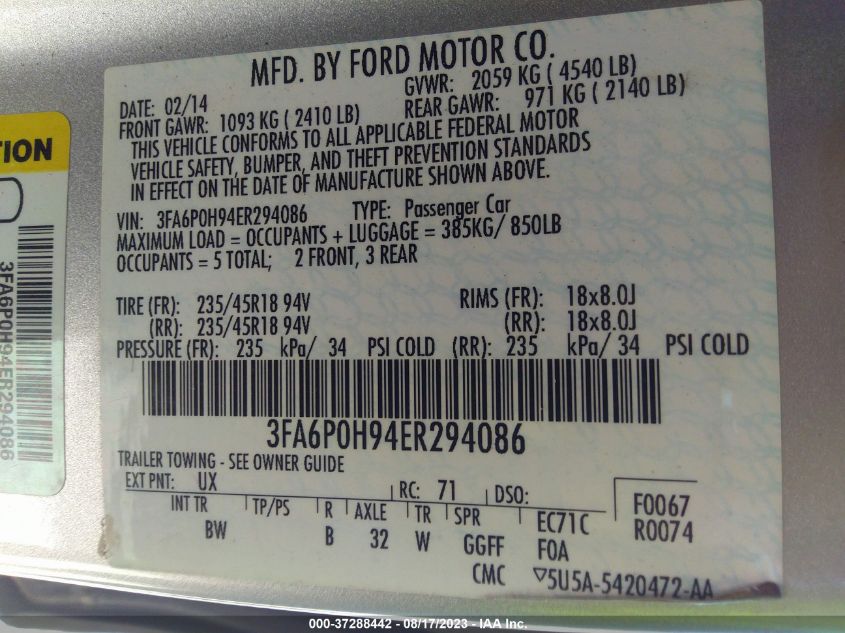 MFD. BY FORD MOTOR CO.
DATE: 02/14 GVWR: 2059 KG ( 4540 LB)
FRONT GAWR: 1093 KG ( 2410 LB) REAR GAWR: 971 KG ( 2140 LB)
THIS VEHICLE CONFORMS TO ALL APPLICABLE FEDERAL MOTOR
VEHICLE SAFETY, BUMPER, AND THEFT PREVENTION STANDARDS
IN EFFECT ON THE DATE OF MANUFACTURE SHOWN ABOVE.
VIN: 3FA6P0H94ER294086 TYPE: Passenger Car
MAXIMUM LOAD = OCCUPANTS + LUGGAGE = 385KG/ 850LB
OCCUPANTS = 5 TOTAL; 2 FRONT, 3 REAR
TIRE (FR): 235/45R18 94V RIMS (FR): 18x8.0J
(RR): 235/45R18 94V (RR): 18x8.0J
PRESSURE (FR): 235 kPa/ 34 PSI COLD (RR): 235 kPa/ 34 PSI COLD
3FA6P0H94ER294086
TRAILER TOWING - SEE OWNER GUIDE
EXT PNT: UX RC: 71 DSO:
INT TR TP/PS R AXLE TR SPR EC71C F0067
BW B 32 W GGFF F0A R0074
CMC 5U5A-5420472-AA
TION
3FA6P0H94ER294086
000-37288442 - 08/17/2023 - IAA Inc.